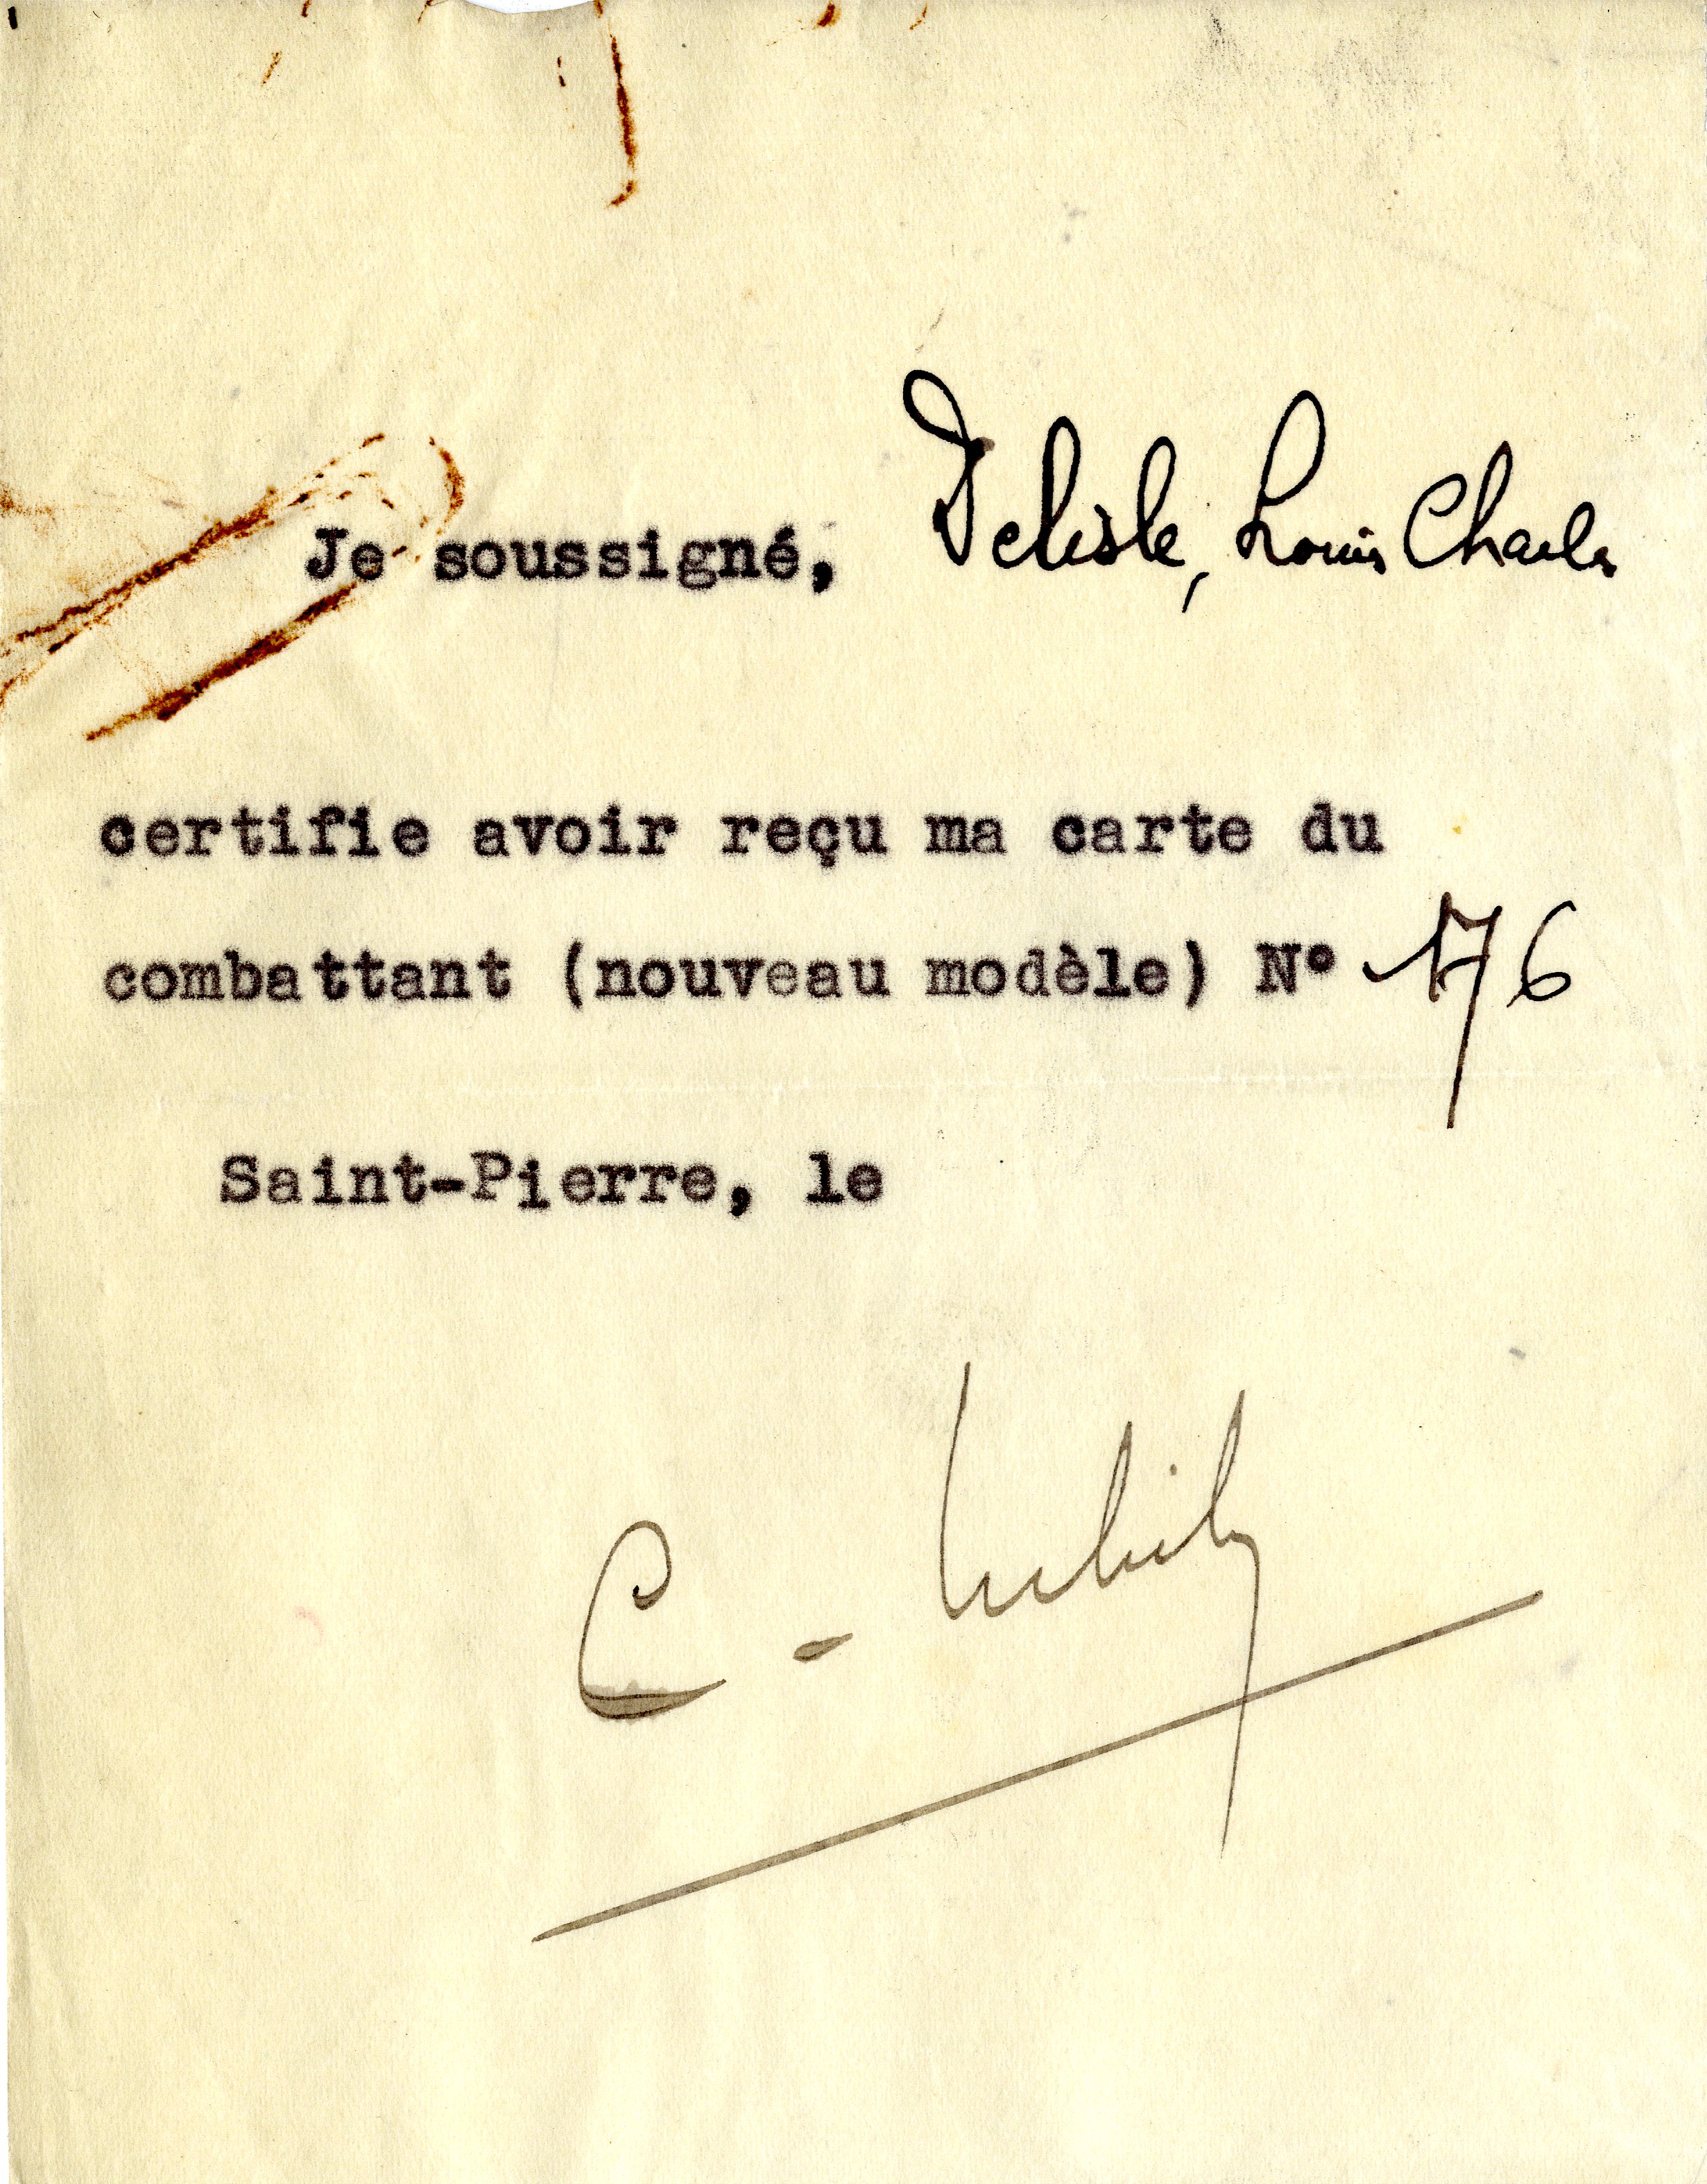 Je soussigné, Delisle, Louis Charles
certifie avoir reçu ma carte du
combattant (nouveau modèle) N° 176
Saint-Pierre, le
C -